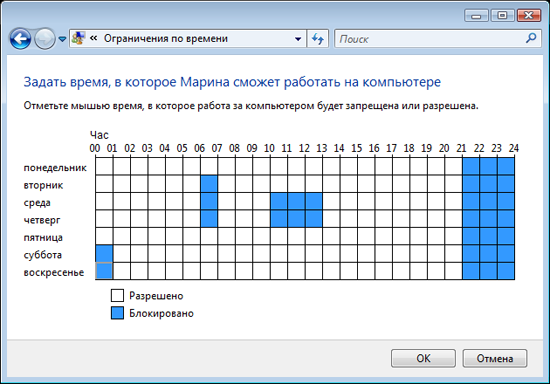 « Ограничения по времени
Поиск
Задать время, в которое Марина сможет работать на компьютере
Отметьте мышью время, в которое работа за компьютером будет запрещена или разрешена.
Час
00 01 02 03 04 05 06 07 08 09 10 11 12 13 14 15 16 17 18 19 20 21 22 23 24
понедельник
вторник
среда
четверг
пятница
суббота
воскресенье
Разрешено
Блокировано
ОК
Отмена